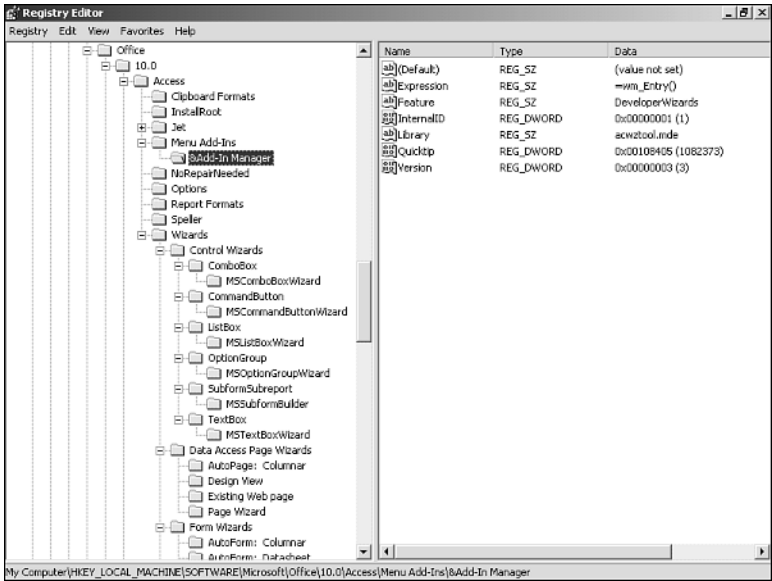 Registry Editor
Registry Edit View Favorites Help
Office
10.0
Access
Clipboard Formats
InstallRoot
Jet
Menu Add-Ins
&Add-In Manager
NoRepairNeeded
Options
Report Formats
Speller
Wizards
Control Wizards
ComboBox
MSComboBoxWizard
CommandButton
MSCommandButtonWizard
ListBox
MSListBoxWizard
OptionGroup
MSOptionGroupWizard
SubformSubreport
MSSubformBuilder
TextBox
MSTextBoxWizard
Data Access Page Wizards
AutoPage: Columnar
Design View
Existing Web page
Page Wizard
Form Wizards
AutoForm: Columnar
AutoForm: Datasheet
Name Type Data
(Default) REG_SZ (value not set)
Expression REG_SZ =wm_Entry()
Feature REG_SZ DeveloperWizards
InternalID REG_DWORD 0x00000001 (1)
Library REG_SZ acwztool.mde
Quicktip REG_DWORD 0x00108405 (1082373)
Version REG_DWORD 0x00000003 (3)
My Computer\HKEY_LOCAL_MACHINE\SOFTWARE\Microsoft\Office\10.0\Access\Menu Add-Ins\&Add-In Manager